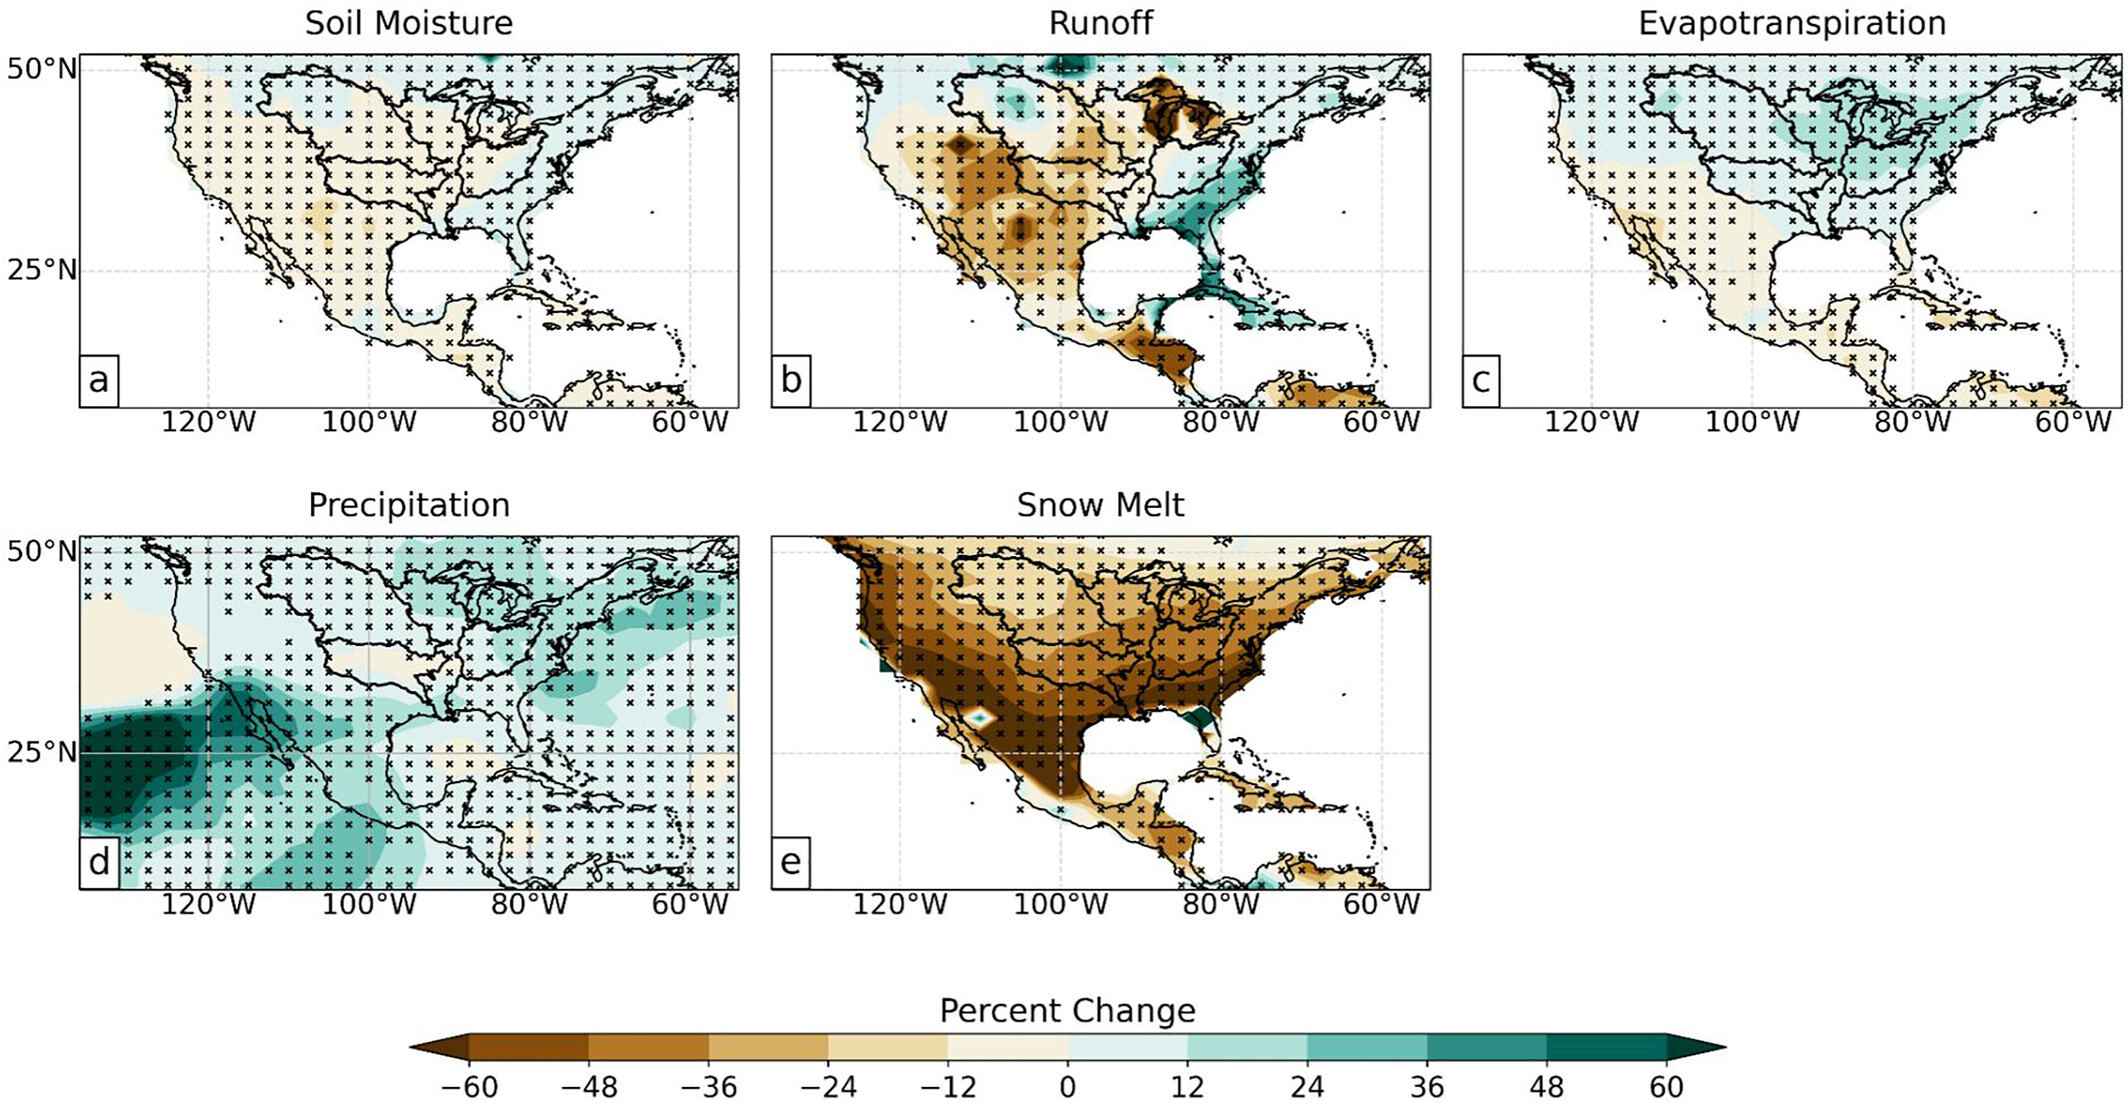 Soil Moisture
Runoff
Evapotranspiration
50°N
25°N
a
b
c
120°W 100°W 80°W 60°W
120°W 100°W 80°W 60°W
120°W 100°W 80°W 60°W
Precipitation
Snow Melt
50°N
25°N
d
e
120°W 100°W 80°W 60°W
120°W 100°W 80°W 60°W
Percent Change
−60 −48 −36 −24 −12 0 12 24 36 48 60